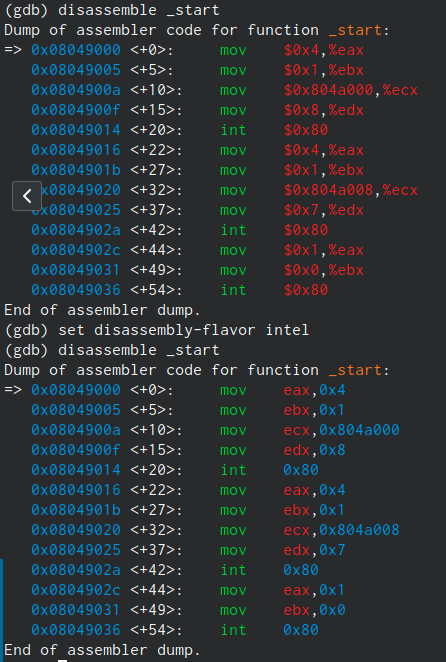 (gdb) disassemble _start
Dump of assembler code for function _start:
=> 0x08049000 <+0>: mov $0x4,%eax
0x08049005 <+5>: mov $0x1,%ebx
0x0804900a <+10>: mov $0x804a000,%ecx
0x0804900f <+15>: mov $0x8,%edx
0x08049014 <+20>: int $0x80
0x08049016 <+22>: mov $0x4,%eax
0x0804901b <+27>: mov $0x1,%ebx
0x08049020 <+32>: mov $0x804a008,%ecx
0x08049025 <+37>: mov $0x7,%edx
0x0804902a <+42>: int $0x80
0x0804902c <+44>: mov $0x1,%eax
0x08049031 <+49>: mov $0x0,%ebx
0x08049036 <+54>: int $0x80
End of assembler dump.
(gdb) set disassembly-flavor intel
(gdb) disassemble _start
Dump of assembler code for function _start:
=> 0x08049000 <+0>: mov eax,0x4
0x08049005 <+5>: mov ebx,0x1
0x0804900a <+10>: mov ecx,0x804a000
0x0804900f <+15>: mov edx,0x8
0x08049014 <+20>: int 0x80
0x08049016 <+22>: mov eax,0x4
0x0804901b <+27>: mov ebx,0x1
0x08049020 <+32>: mov ecx,0x804a008
0x08049025 <+37>: mov edx,0x7
0x0804902a <+42>: int 0x80
0x0804902c <+44>: mov eax,0x1
0x08049031 <+49>: mov ebx,0x0
0x08049036 <+54>: int 0x80
End of assembler dump.